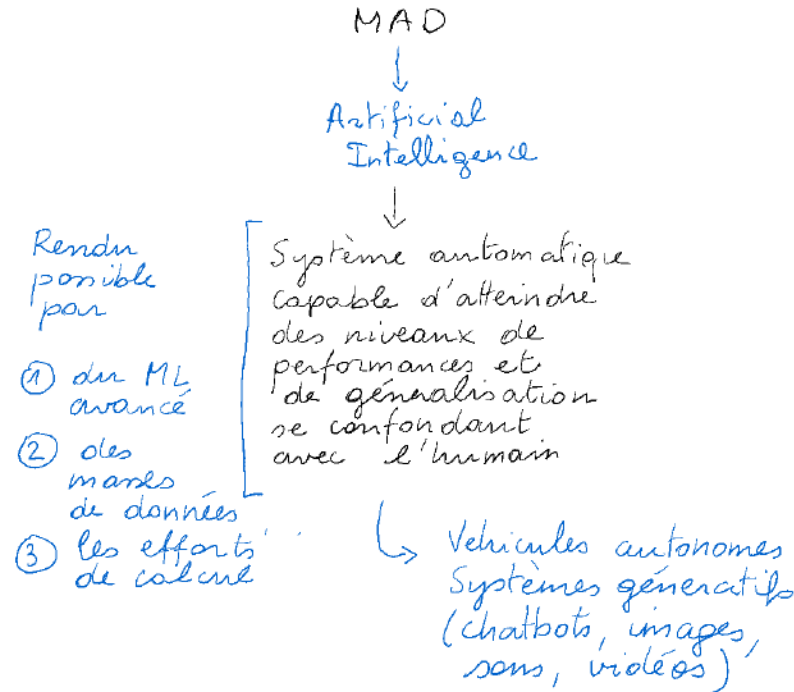 MAD
Artificial
Intelligence
Rendu
possible
par
① du ML
avancé
② des
masses
de données
③ les efforts
de calcul
Système automatique
capable d'atteindre
des niveaux de
performances et
de généralisation
se confondant
avec l'humain
Vehicules autonomes
Systèmes génératifs
(chatbots, images,
sons, vidéos)